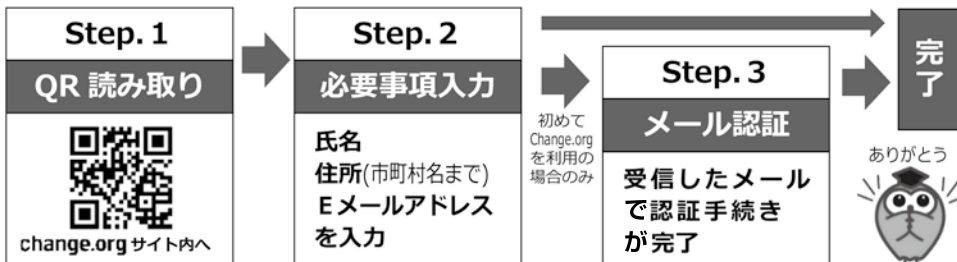 Step. 1
QR 読み取り
change.org サイト内へ
Step. 2
必要事項入力
氏名
住所(市町村名まで)
Eメールアドレス
を入力
初めて
Change.org
を利用の
場合のみ
Step. 3
メール認証
受信したメール
で認証手続き
が完了
完了
ありがとう